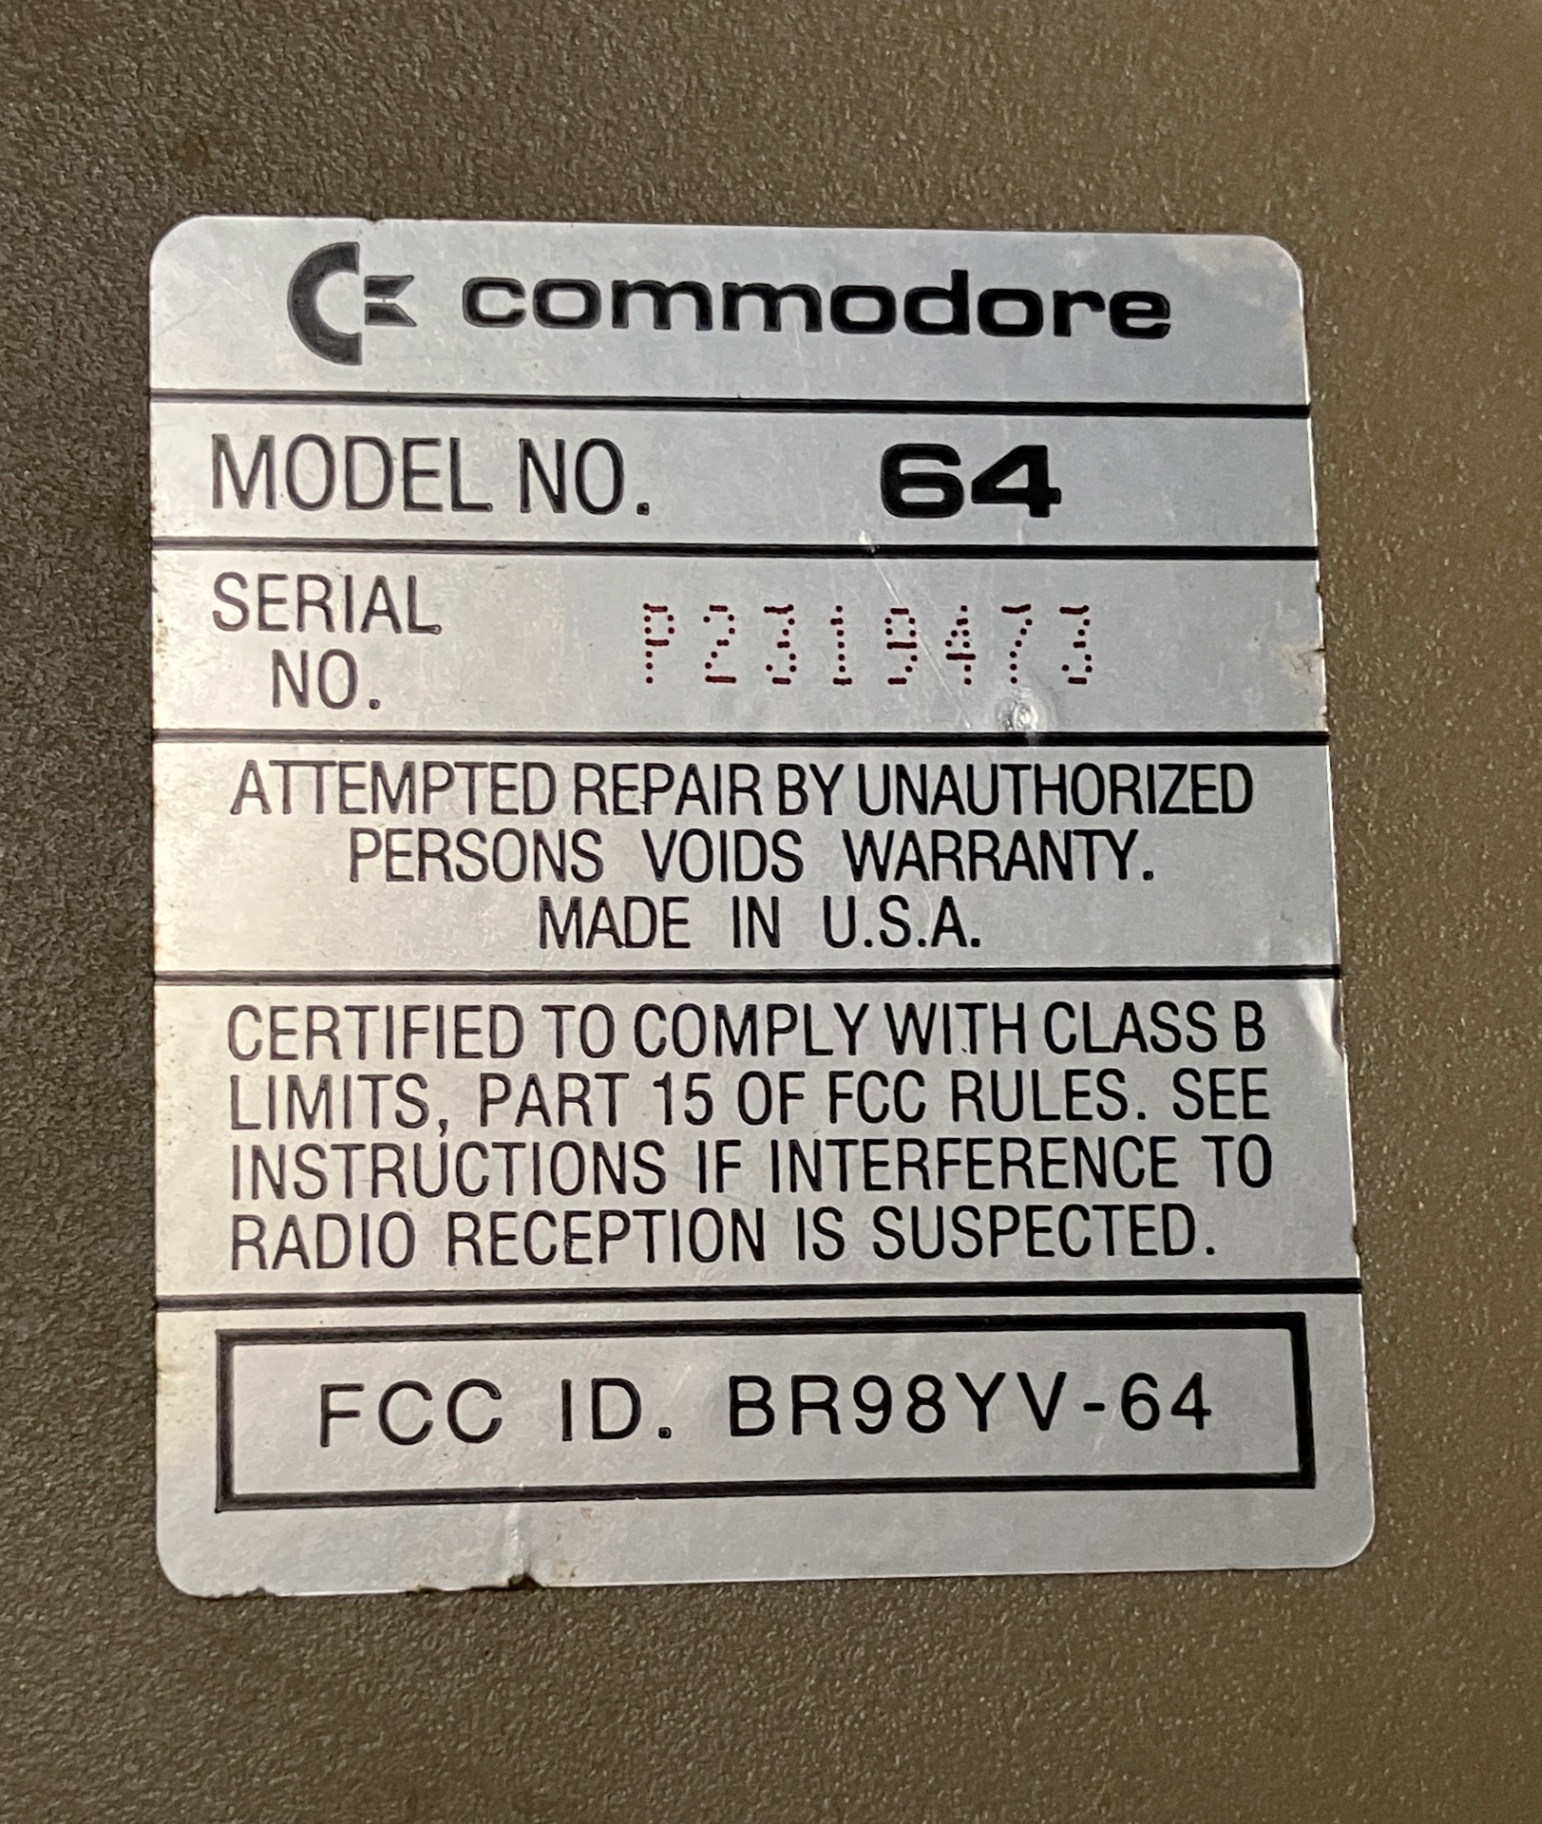 commodore
MODEL NO. 64
SERIAL
NO. P2319473
ATTEMPTED REPAIR BY UNAUTHORIZED
PERSONS VOIDS WARRANTY.
MADE IN U.S.A.
CERTIFIED TO COMPLY WITH CLASS B
LIMITS, PART 15 OF FCC RULES. SEE
INSTRUCTIONS IF INTERFERENCE TO
RADIO RECEPTION IS SUSPECTED.
FCC ID. BR98YV-64